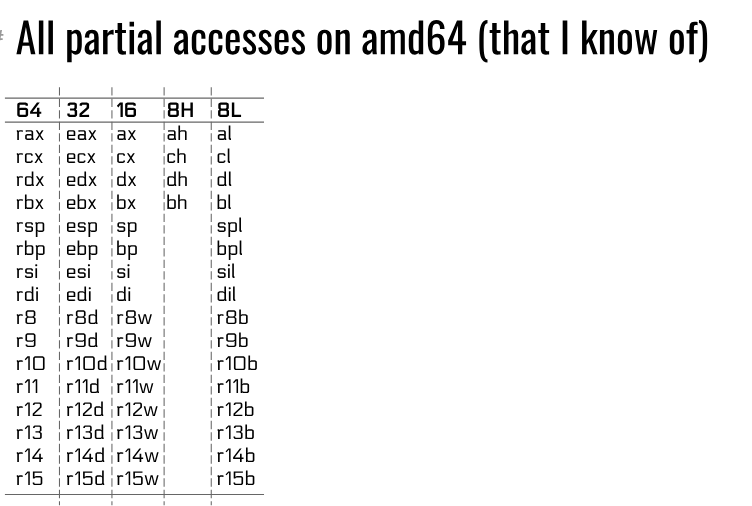 All partial accesses on amd64 (that I know of)
64 32 16 8H 8L
rax eax ax ah al
rcx ecx cx ch cl
rdx edx dx dh dl
rbx ebx bx bh bl
rsp esp sp spl
rbp ebp bp bpl
rsi esi si sil
rdi edi di dil
r8 r8d r8w r8b
r9 r9d r9w r9b
r10 r10d r10w r10b
r11 r11d r11w r11b
r12 r12d r12w r12b
r13 r13d r13w r13b
r14 r14d r14w r14b
r15 r15d r15w r15b